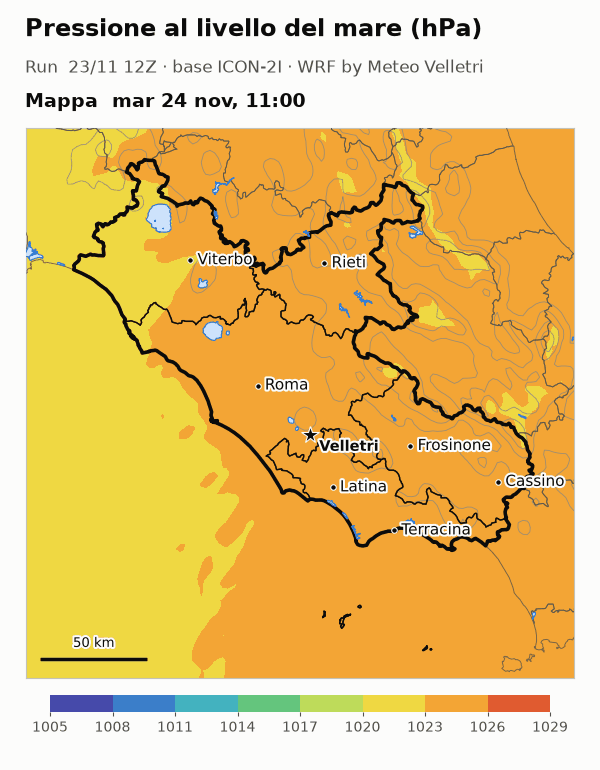 Pressione al livello del mare (hPa)
Run  23/11 12Z · base ICON-2I · WRF by Meteo Velletri
Mappa  mar 24 nov, 11:00
Viterbo
Rieti
Roma
Velletri
Frosinone
Cassino
Latina
Terracina
50 km
1005 1008 1011 1014 1017 1020 1023 1026 1029